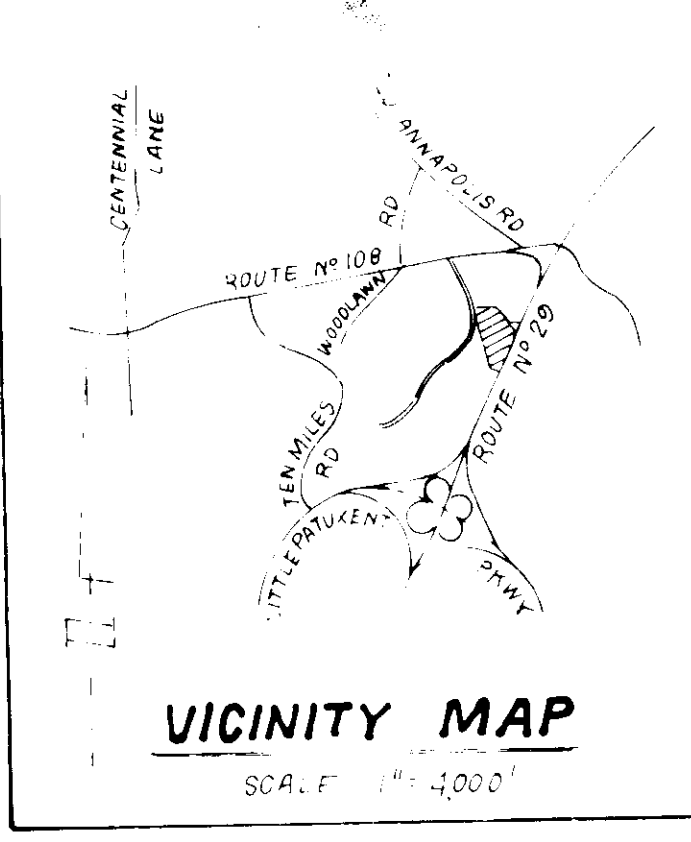 CENTENNIAL
LANE
ANNAPOLIS RD
RD
ROUTE Nº 108
WOODLAWN
ROUTE Nº 29
TEN MILES
RD
LITTLE PATUXENT
PKWY
VICINITY MAP
SCALE 1"= 4,000'